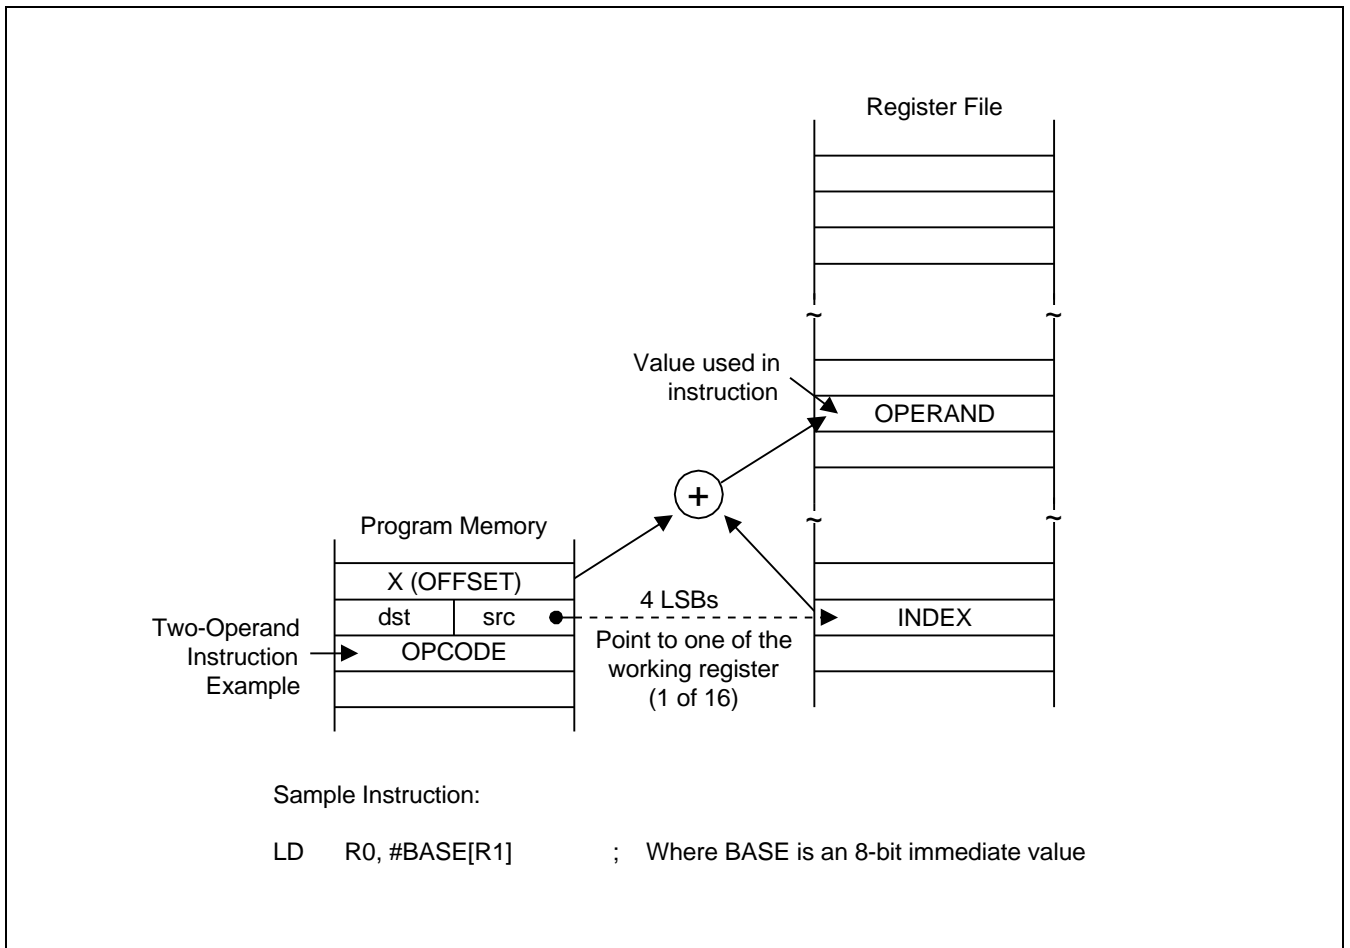 Register File
~ ~
Value used in
instruction
OPERAND
+
~ ~
Program Memory
X (OFFSET)
4 LSBs
dst src
INDEX
Two-Operand
Instruction
Example
OPCODE
Point to one of the
working register
(1 of 16)
Sample Instruction:
LD R0, #BASE[R1] ; Where BASE is an 8-bit immediate value